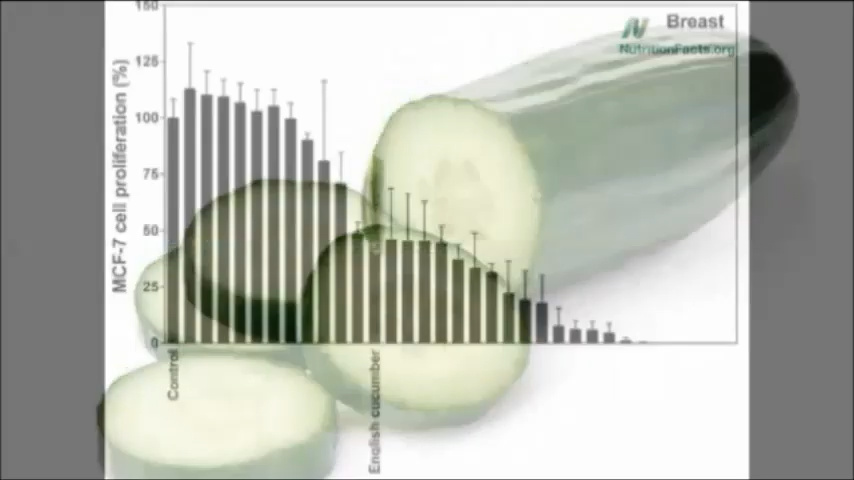 Breast
NutritionFacts.org
MCF-7 cell proliferation (%)
150
125
100
75
50
25
0
Control
English cucumber